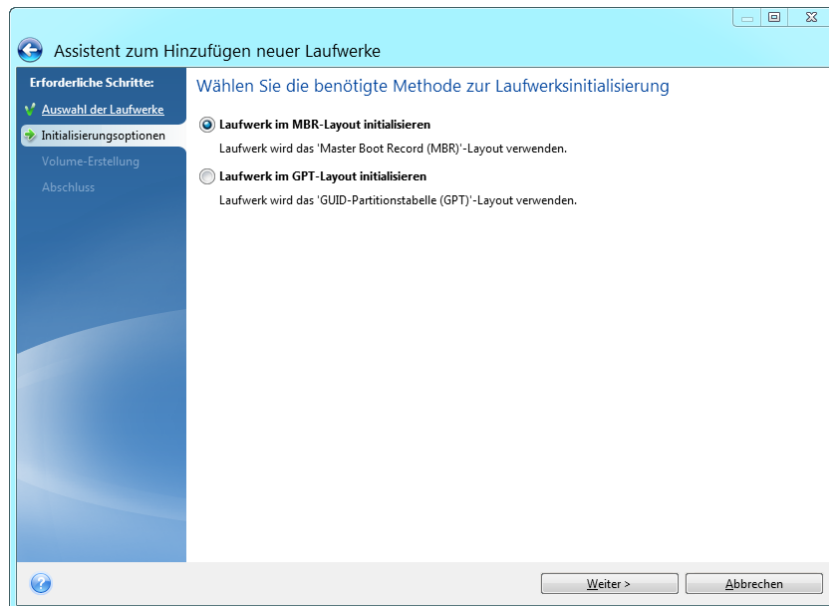 Assistent zum Hinzufügen neuer Laufwerke
Erforderliche Schritte:
Auswahl der Laufwerke
Initialisierungsoptionen
Volume-Erstellung
Abschluss
Wählen Sie die benötigte Methode zur Laufwerksinitialisierung
Laufwerk im MBR-Layout initialisieren
Laufwerk wird das 'Master Boot Record (MBR)'-Layout verwenden.
Laufwerk im GPT-Layout initialisieren
Laufwerk wird das 'GUID-Partitionstabelle (GPT)'-Layout verwenden.
?
Weiter >
Abbrechen